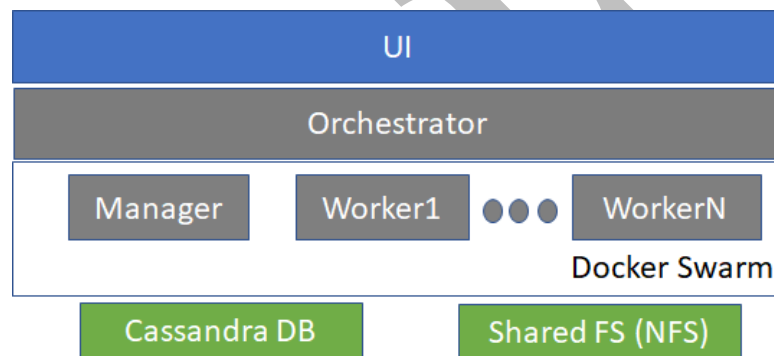 UI
Orchestrator
Manager Worker1 WorkerN
Docker Swarm
Cassandra DB Shared FS (NFS)